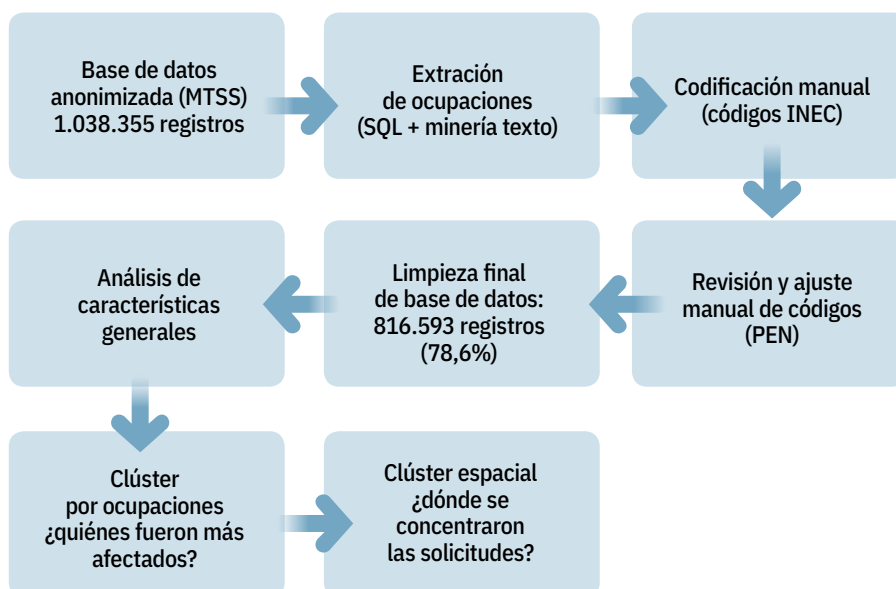 Base de datos
anonimizada (MTSS)
1.038.355 registros
Extración
de ocupaciones
(SQL + minería texto)
Codificación manual
(códigos INEC)
Revisión y ajuste
manual de códigos
(PEN)
Limpieza final
de base de datos:
816.593 registros
(78,6%)
Análisis de
características
generales
Clúster
por ocupaciones
¿quiénes fueron más
afectados?
Clúster espacial
¿dónde se
concentraron
las solicitudes?